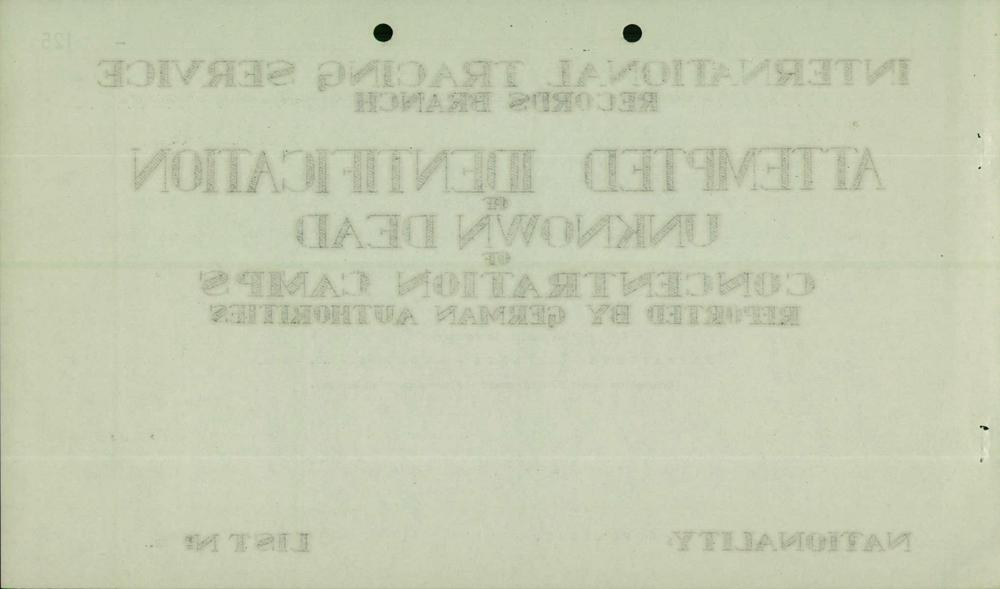 125
INTERNATIONAL TRACING SERVICE
RECORDS BRANCH
ATTEMPTED IDENTIFICATION
OF
UNKNOWN DEAD
OF
CONCENTRATION CAMPS
REPORTED BY GERMAN AUTHORITIES
NATIONALITY: LIST Nº